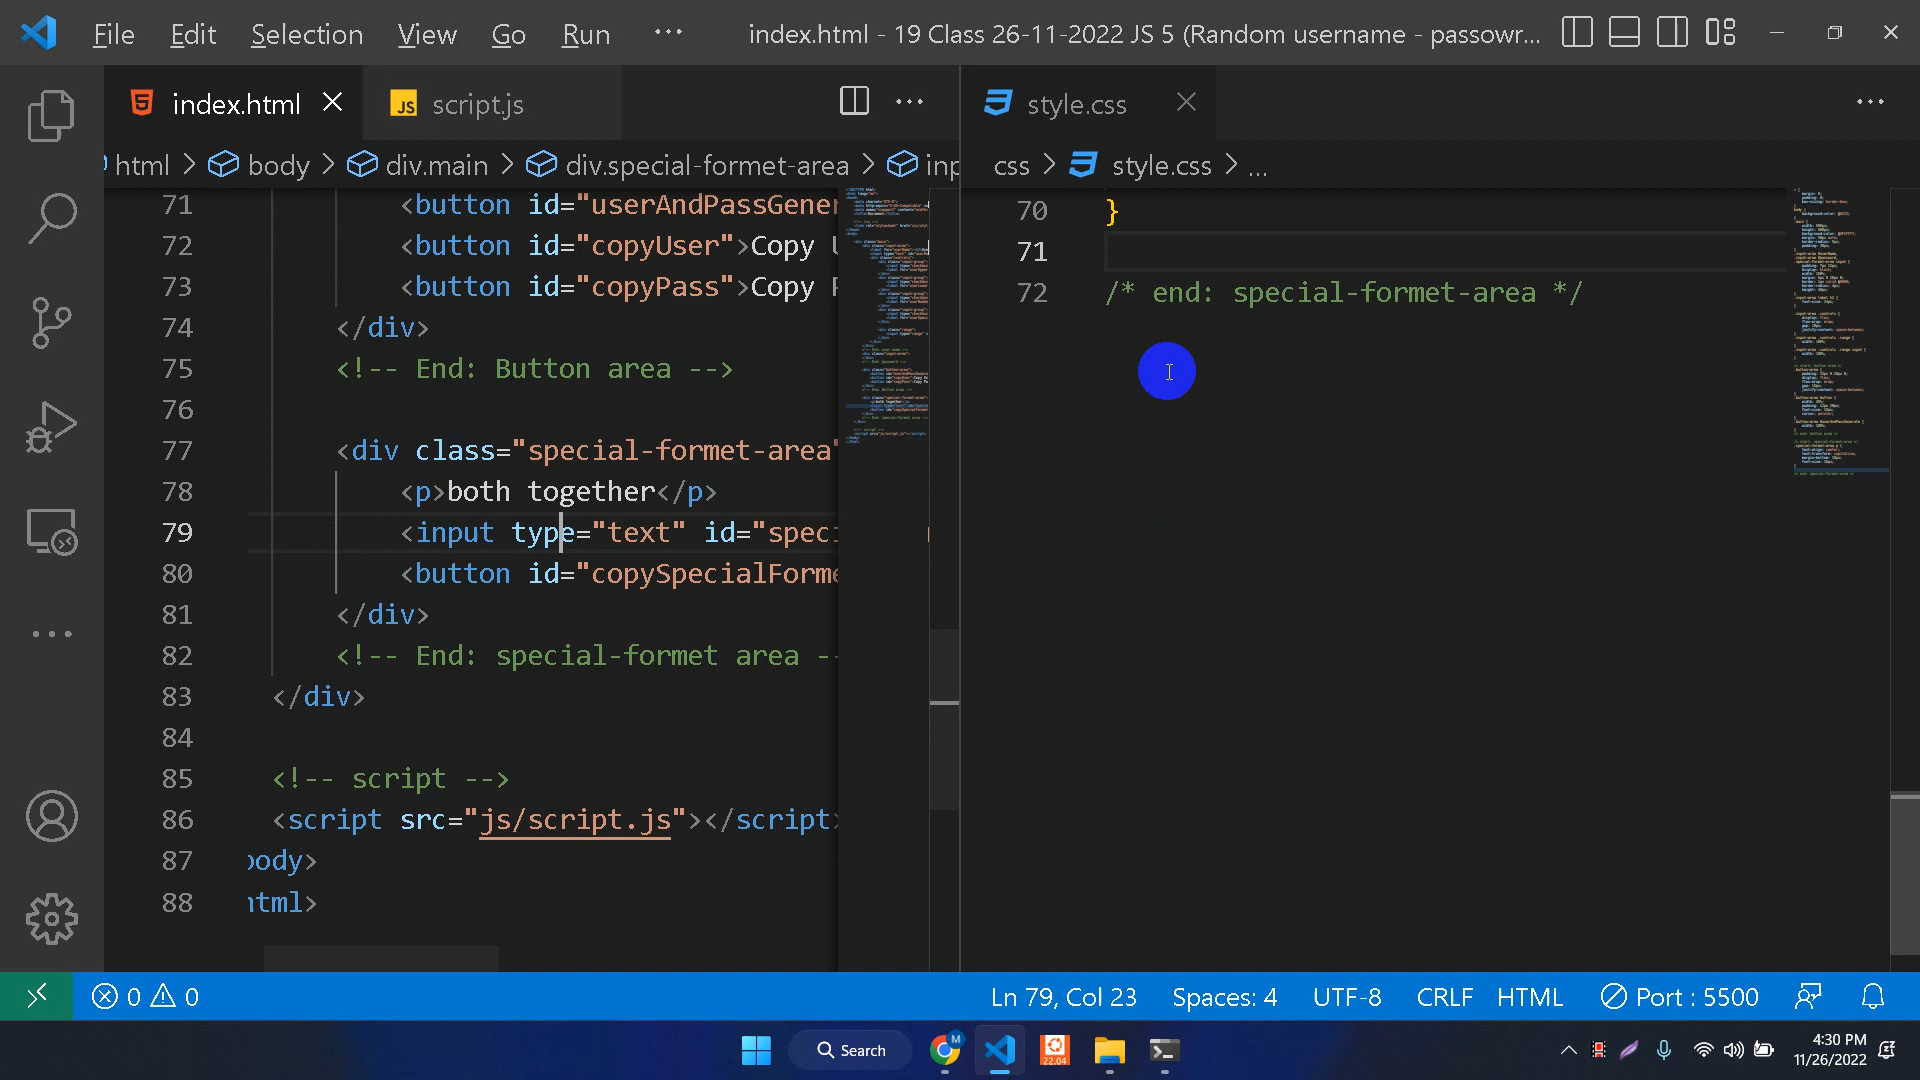 File Edit Selection View Go Run ··· index.html - 19 Class 26-11-2022 JS 5 (Random username - passowr...
index.html JS script.js ···
html > body > div.main > div.special-formet-area > inp
71 <button id="userAndPassGener
72 <button id="copyUser">Copy U
73 <button id="copyPass">Copy P
74 </div>
75 <!-- End: Button area -->
76
77 <div class="special-formet-area"
78 <p>both together</p>
79 <input type="text" id="speci
80 <button id="copySpecialForme
81 </div>
82 <!-- End: special-formet area --
83 </div>
84
85 <!-- script -->
86 <script src="js/script.js"></script>
87 body>
88 html>
style.css ···
css > style.css > ...
70 }
71
72 /* end: special-formet-area */
0 0 Ln 79, Col 23 Spaces: 4 UTF-8 CRLF HTML Port : 5500
Search
M
22.04
4:30 PM
11/26/2022